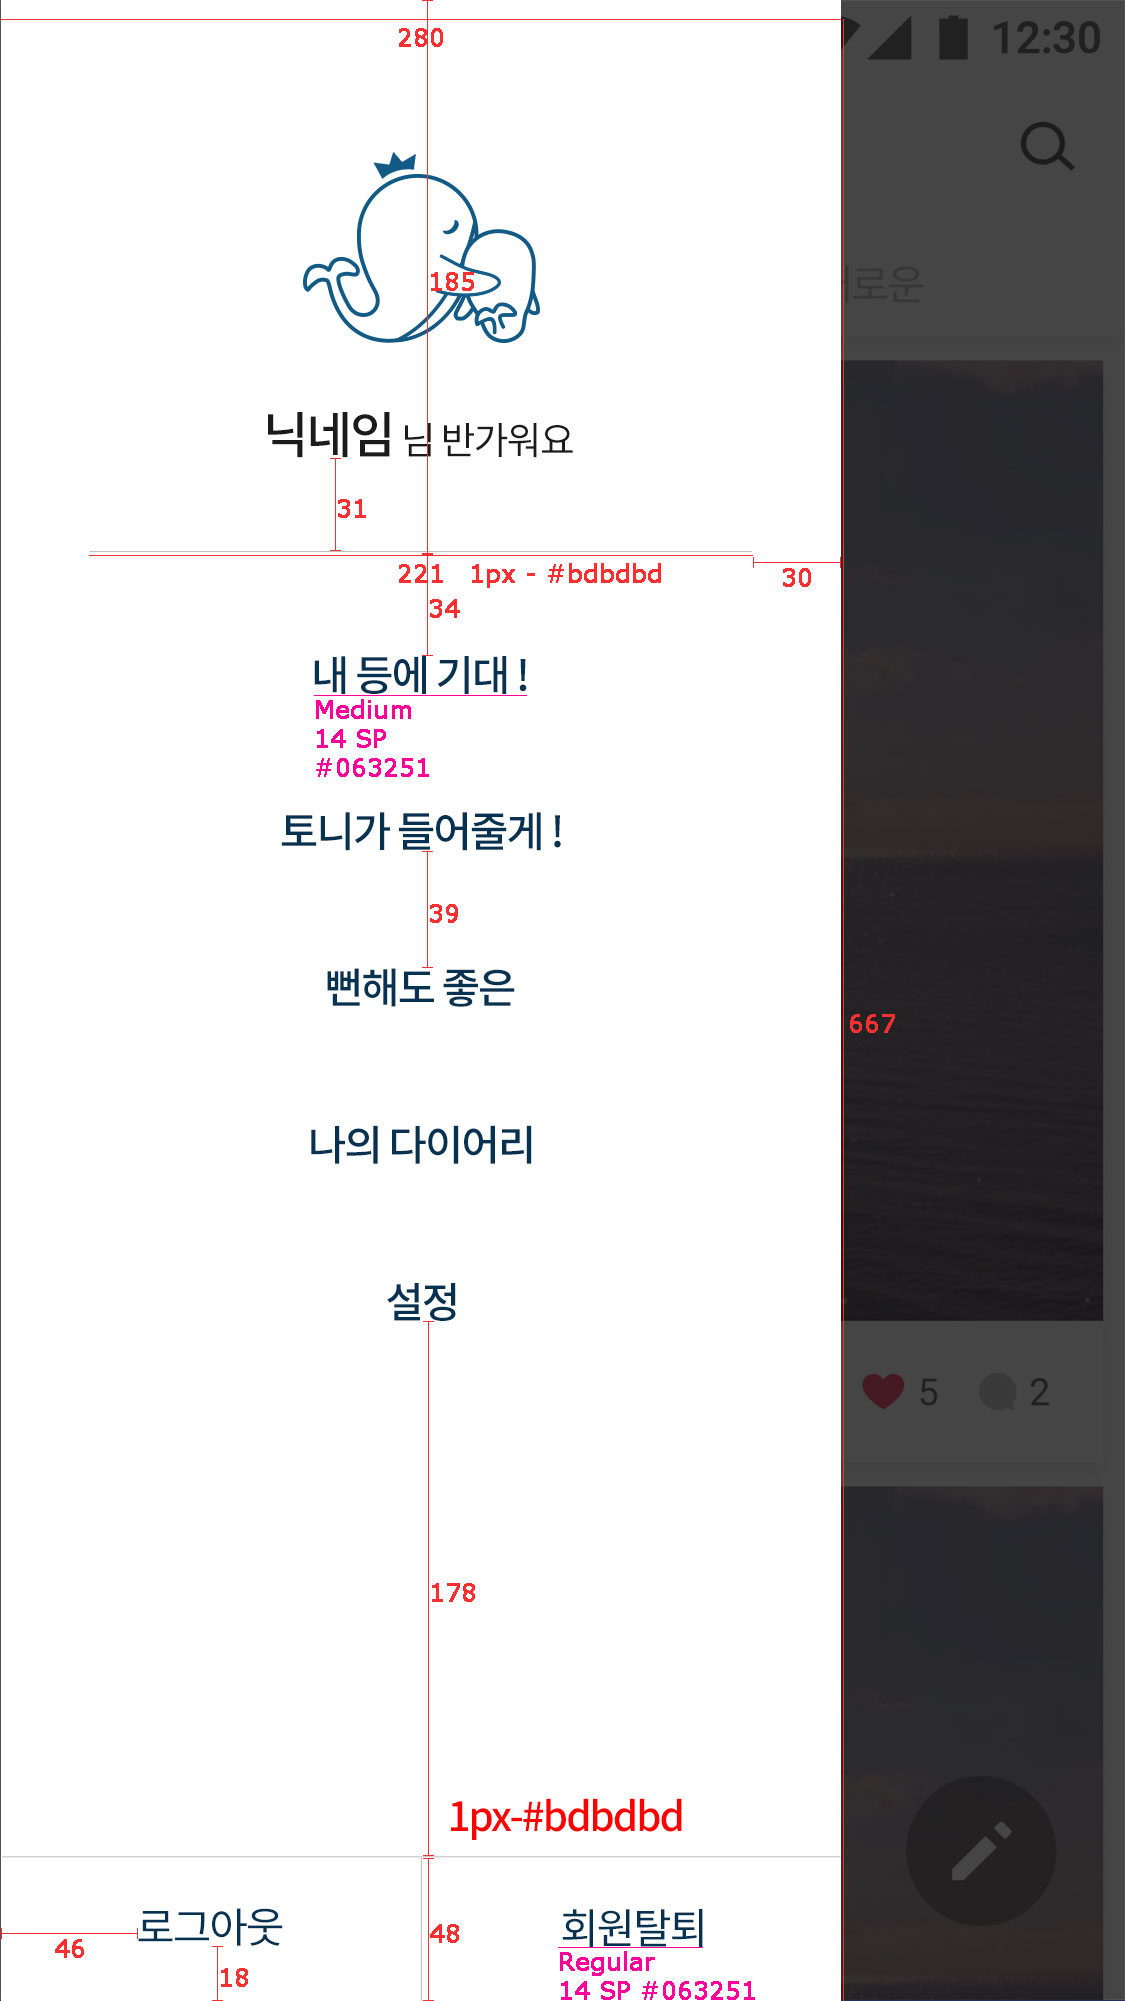 280
12:30
185
로운
닉네임 님 반가워요
31
221 1px - #bdbdbd
30
34
내 등에 기대 !
Medium
14 SP
#063251
토니가 들어줄게 !
39
뻔해도 좋은
667
나의 다이어리
설정
5 2
178
1px-#bdbdbd
로그아웃
48
회원탈퇴
46
18
Regular
14 SP #063251